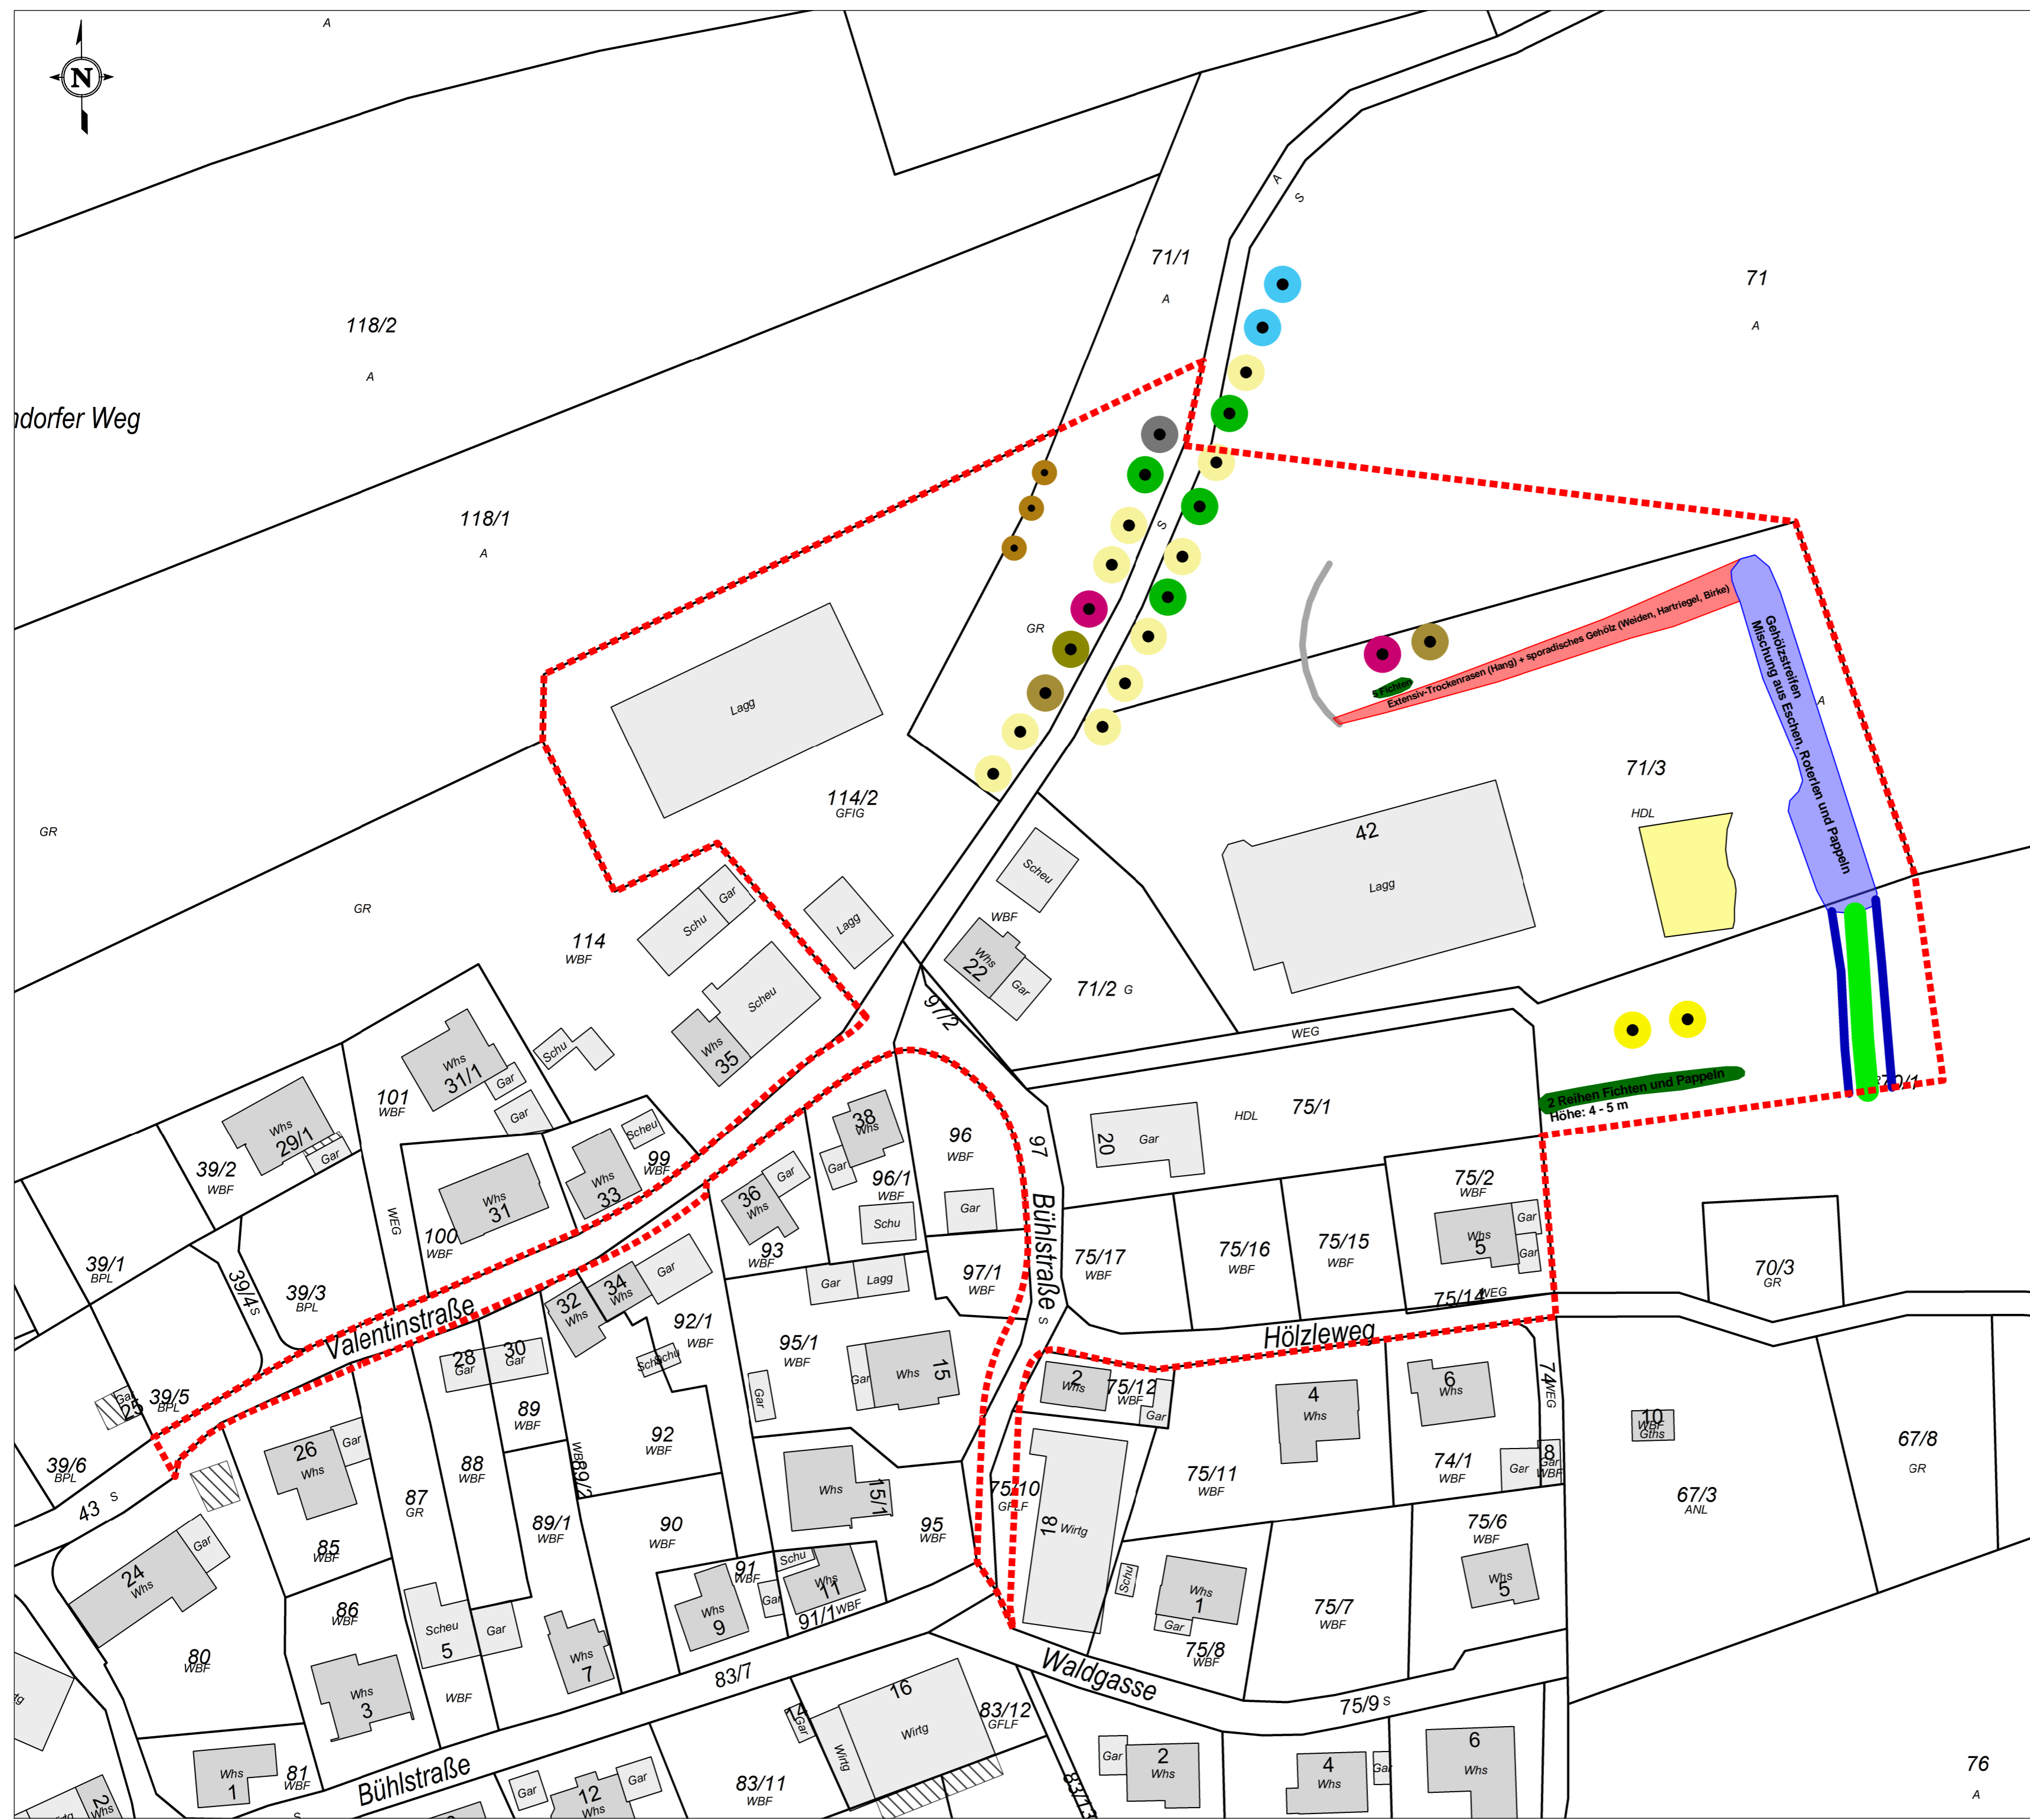 A
N
A
S
71/1
A
71
A
118/2
A
ndorfer Weg
118/1
A
S
GR
Extensiv-Trockenrasen (Hang) + sporadisches Gehölz (Weiden, Hartriegel, Birke)
5 Fichten
Gehölzstreifen
Mischung aus Eschen, Roterlen und Pappeln
A
Lagg
114/2
GFIG
71/3
HDL
42
Lagg
GR
GR
Scheu
WBF
Whs
22
Gar
71/2 G
Gar
Schu
Lagg
114
WBF
Scheu
Whs
35
97/2
WEG
2 Reihen Fichten und Pappeln
Höhe: 4 - 5 m
70/1
Schu
Whs
31/1
Gar
Gar
101
WBF
Whs
29/1
Gar
39/2
WBF
Scheu
99
WBF
Whs
33
38
Whs
Gar
96
WBF
97
20
Gar
HDL
75/1
96/1
WBF
Schu
Gar
36
Whs
Gar
93
WBF
75/2
WBF
Whs
5
Gar
Gar
Whs
31
100
WBF
WEG
39/1
BPL
39/4 S
39/3
BPL
Valentinstraße
32
Whs
34
Whs
Gar
92/1
WBF
Schu
Schu
Gar
Lagg
97/1
WBF
Bühlstraße
S
75/17
WBF
75/16
WBF
75/15
WBF
75/14
WEG
Hölzleweg
70/3
GR
28
Gar
30
Gar
95/1
WBF
Gar
Gar
Whs
15
2
Whs
75/12
WBF
Gar
4
Whs
6
Whs
74
WEG
10
WBF
Gths
39/5
BPL
Gar
25
39/6
BPL
43 S
26
Whs
Gar
88
WBF
89
WBF
92
WBF
89/2
WBF
Whs
15/1
95
WBF
75/10
GFLF
18
Wirtg
75/11
WBF
74/1
WBF
Gar
8
Gar
WBF
67/3
ANL
67/8
GR
87
GR
85
WBF
89/1
WBF
90
WBF
75/6
WBF
Whs
5
24
Whs
Gar
86
WBF
Scheu
5
Gar
Whs
7
91
WBF
Schu
Whs
11
Gar
91/1 WBF
Whs
9
Schu
Whs
1
Gar
75/8
WBF
75/7
WBF
80
WBF
Whs
3
WBF
83/7
Waldgasse
75/9 S
16
Wirtg
Wirtg
14
Gar
83/12
GFLF
83/13
83/11
WBF
Whs
1
81
WBF
Bühlstraße
S
Gar
12
Whs
Gar
Gar
2
Whs
4
Whs
Gar
6
Whs
76
A
2
Whs